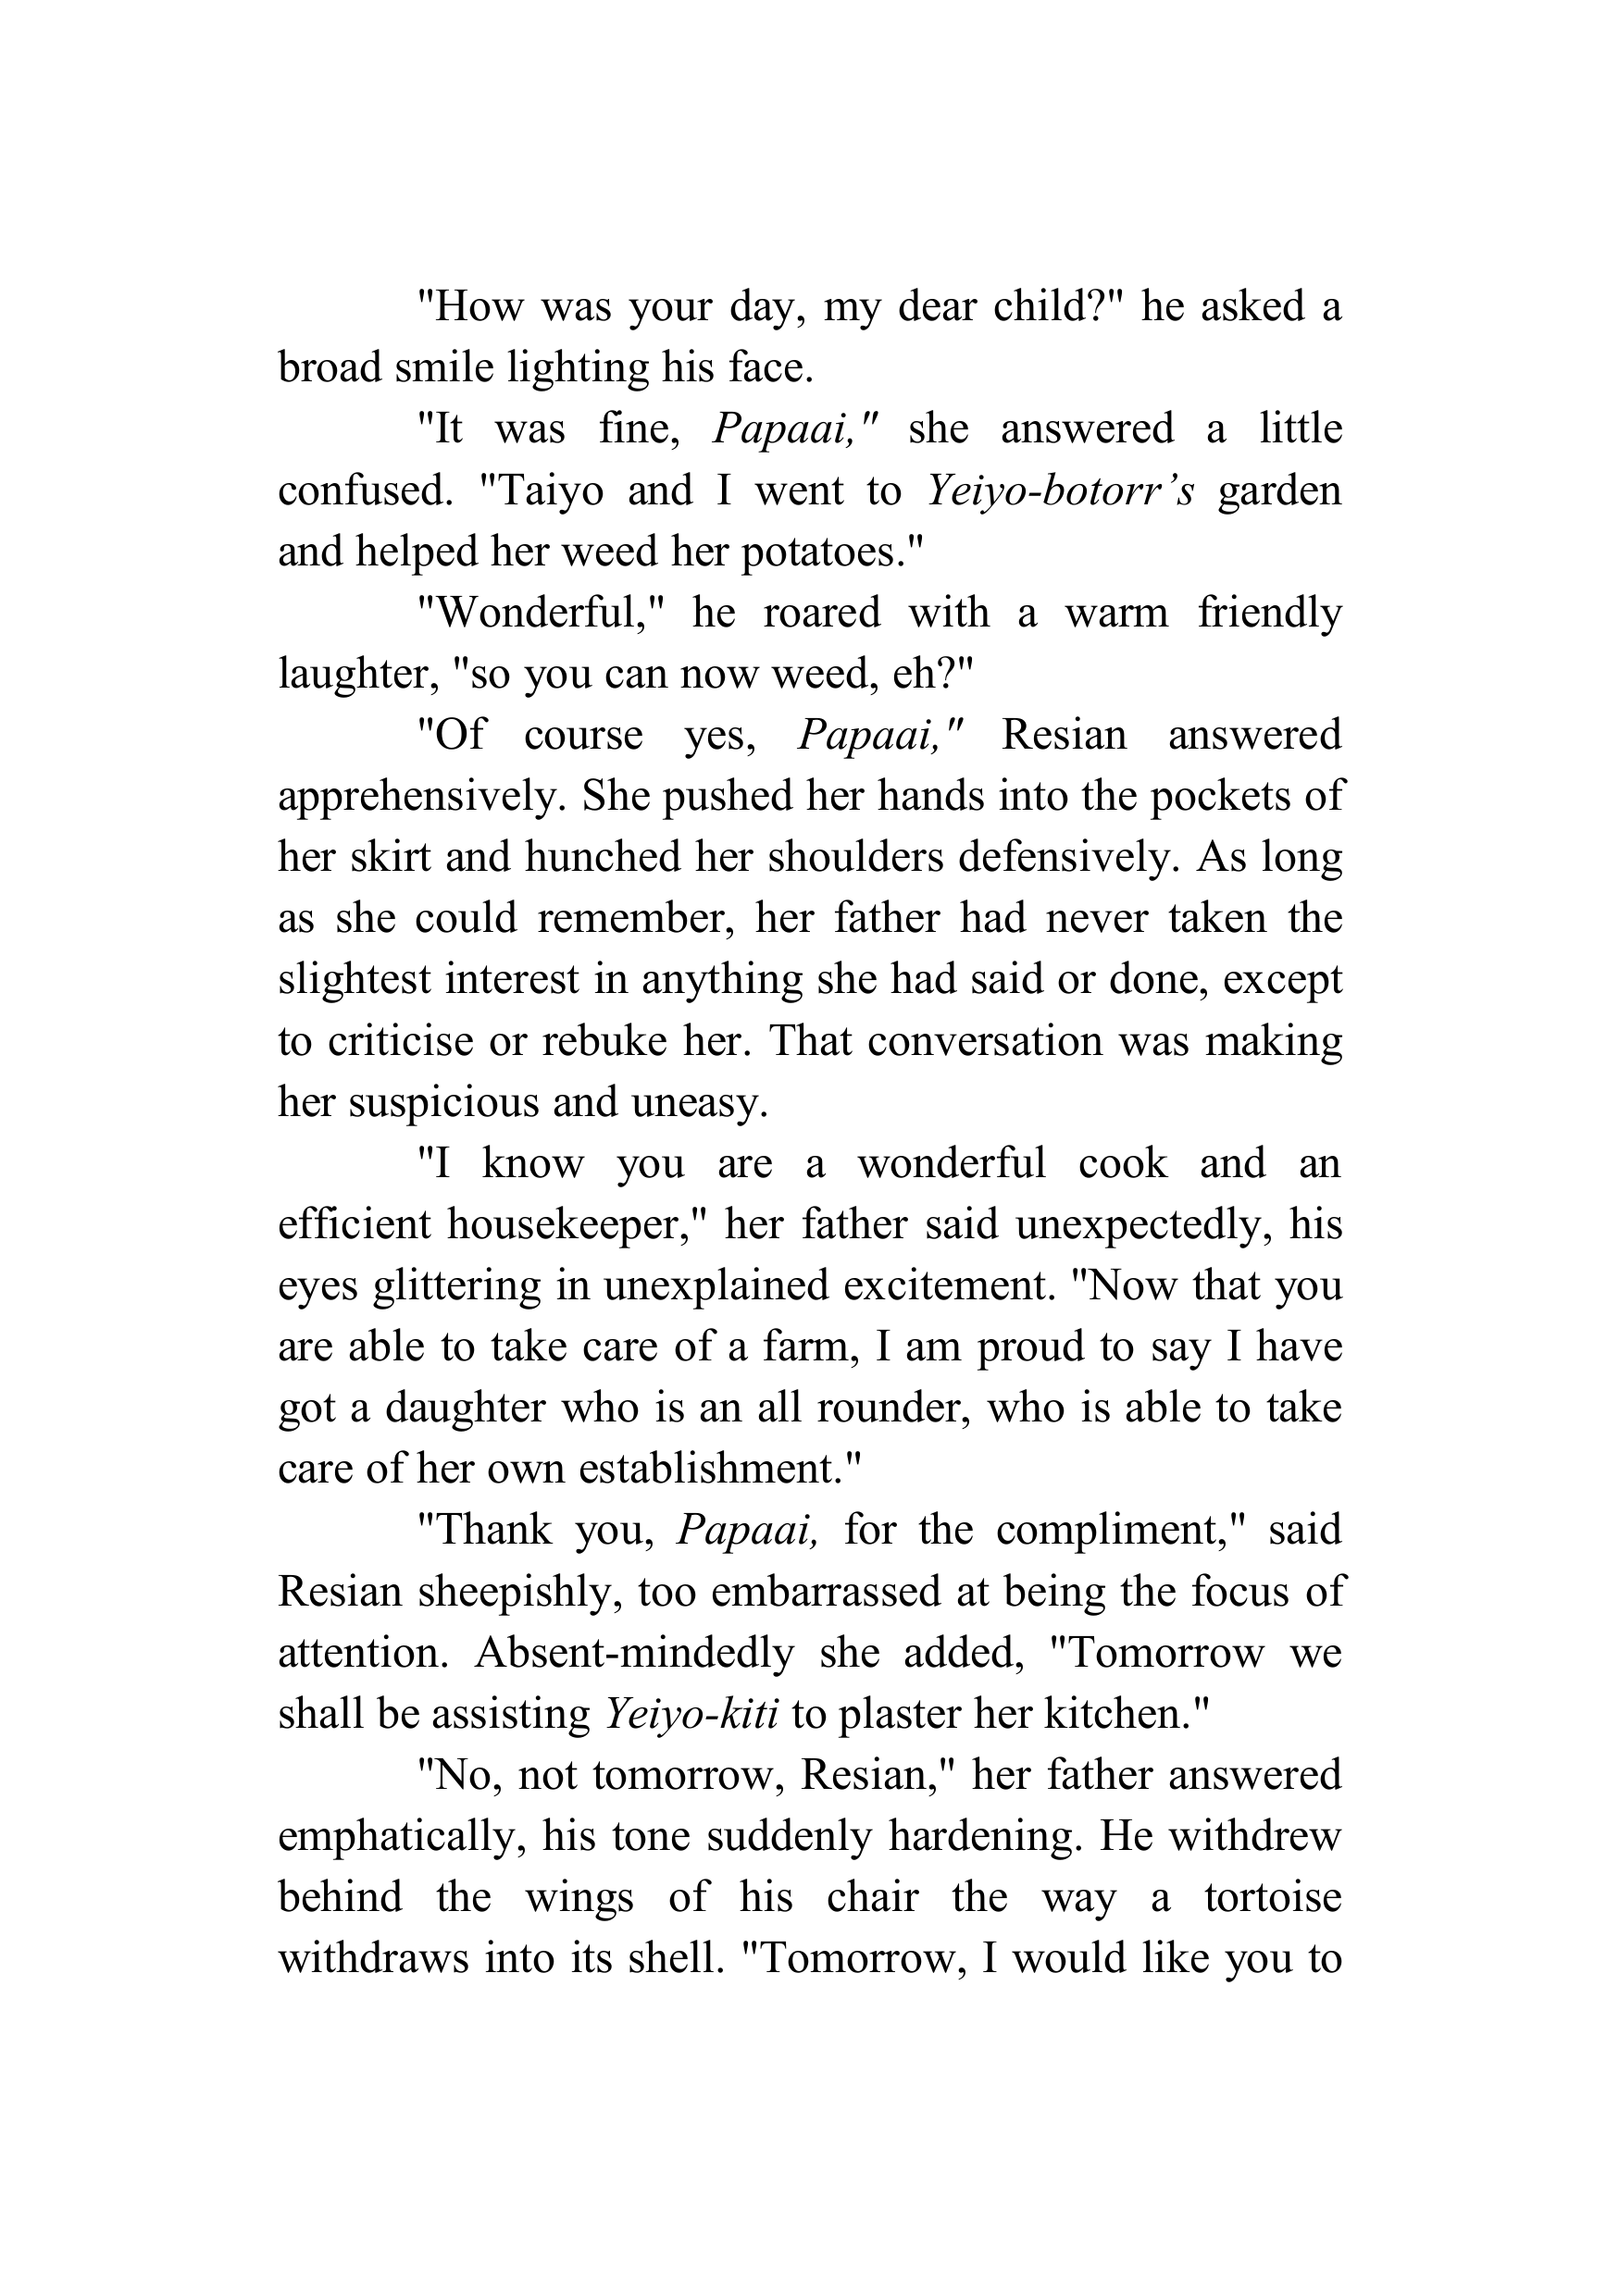 "How was your day, my dear child?" he asked a
broad smile lighting his face.
"It was fine, Papaai," she answered a little
confused. "Taiyo and I went to Yeiyo-botorr’s garden
and helped her weed her potatoes."
"Wonderful," he roared with a warm friendly
laughter, "so you can now weed, eh?"
"Of course yes, Papaai," Resian answered
apprehensively. She pushed her hands into the pockets of
her skirt and hunched her shoulders defensively. As long
as she could remember, her father had never taken the
slightest interest in anything she had said or done, except
to criticise or rebuke her. That conversation was making
her suspicious and uneasy.
"I know you are a wonderful cook and an
efficient housekeeper," her father said unexpectedly, his
eyes glittering in unexplained excitement. "Now that you
are able to take care of a farm, I am proud to say I have
got a daughter who is an all rounder, who is able to take
care of her own establishment."
"Thank you, Papaai, for the compliment," said
Resian sheepishly, too embarrassed at being the focus of
attention. Absent-mindedly she added, "Tomorrow we
shall be assisting Yeiyo-kiti to plaster her kitchen."
"No, not tomorrow, Resian," her father answered
emphatically, his tone suddenly hardening. He withdrew
behind the wings of his chair the way a tortoise
withdraws into its shell. "Tomorrow, I would like you to